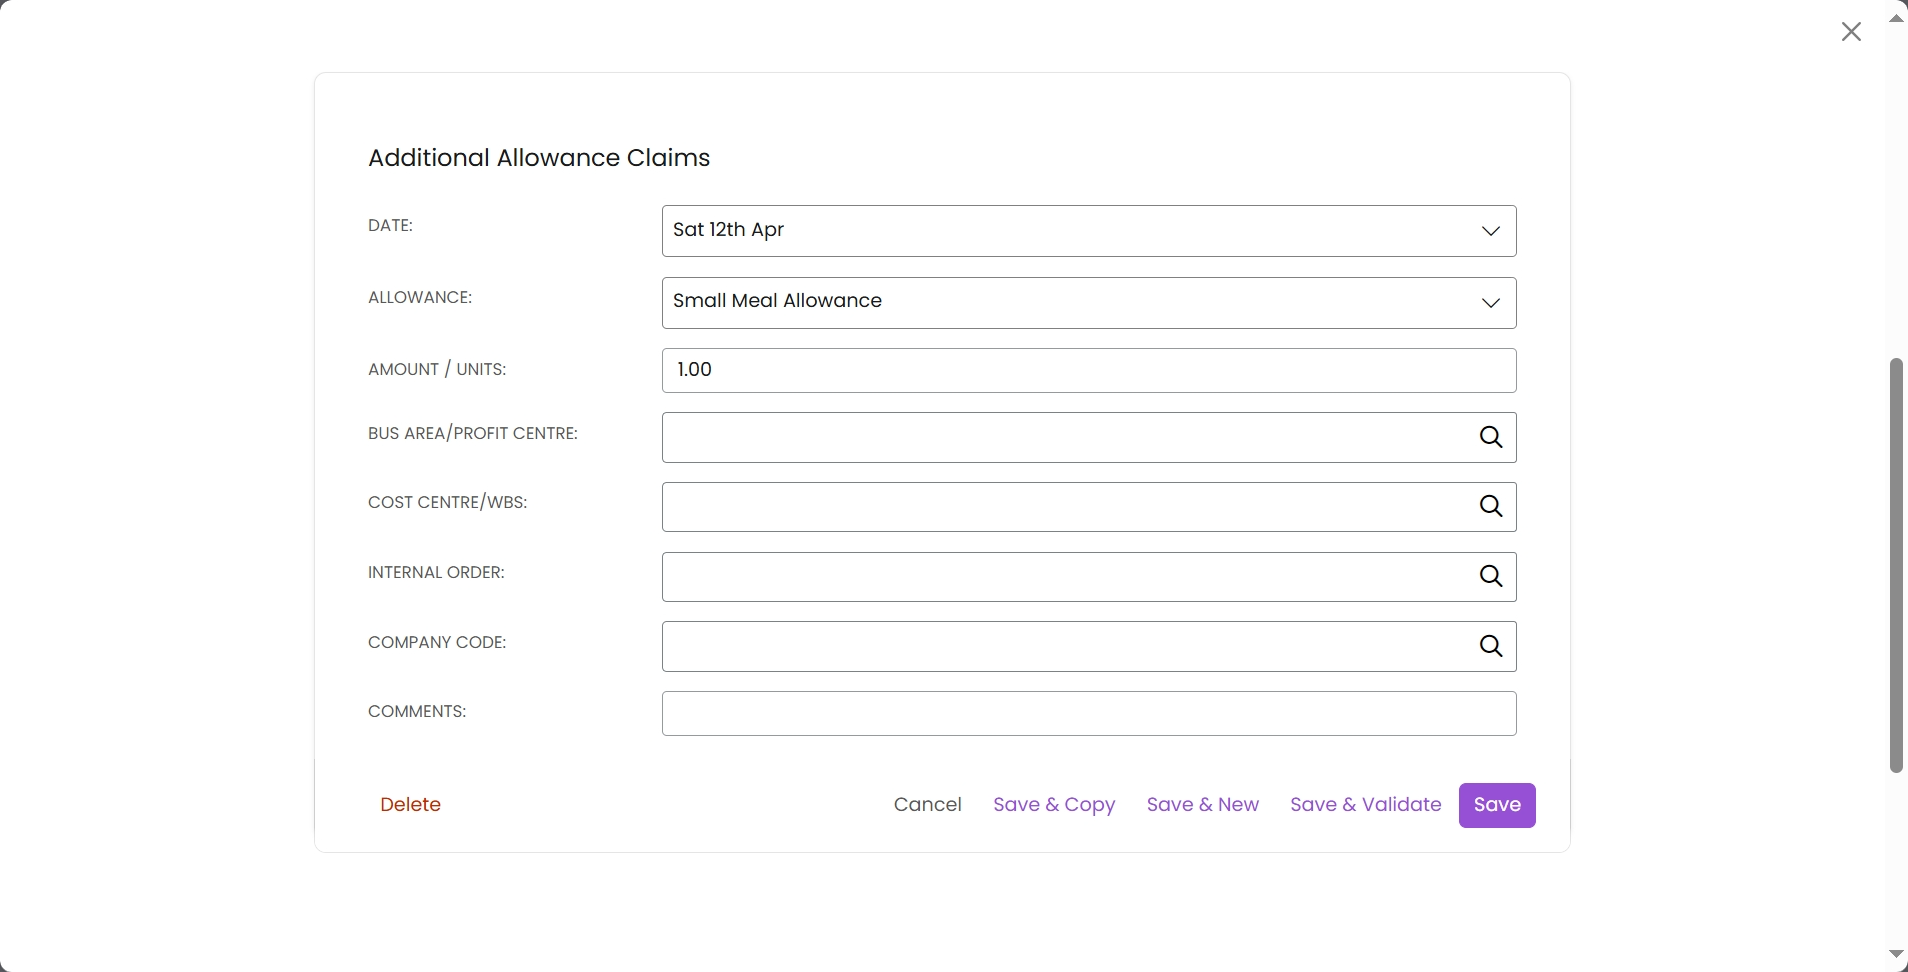 Additional Allowance Claims
DATE:
Sat 12th Apr
ALLOWANCE:
Small Meal Allowance
AMOUNT / UNITS:
1.00
BUS AREA/PROFIT CENTRE:
COST CENTRE/WBS:
INTERNAL ORDER:
COMPANY CODE:
COMMENTS:
Delete
Cancel
Save & Copy
Save & New
Save & Validate
Save